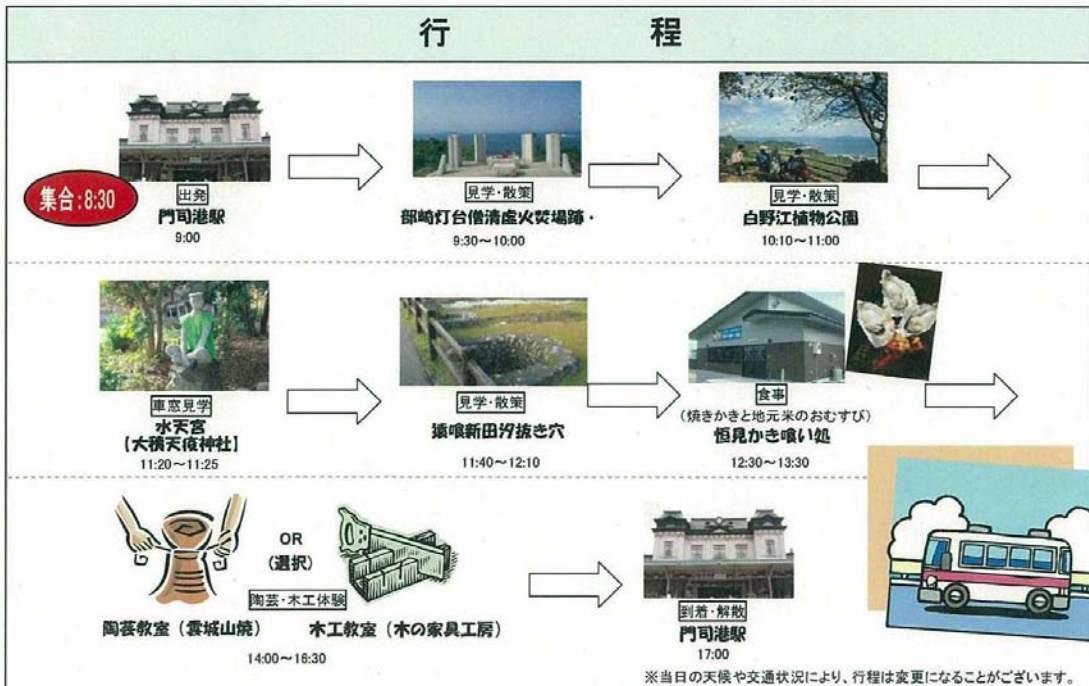 行程
集合:8:30
出発
門司港駅
9:00
見学・散策
部崎灯台僧清虚火焚場跡・
9:30～10:00
見学・散策
白野江植物公園
10:10～11:00
車窓見学
水天宮
【大積天疫神社】
11:20～11:25
見学・散策
猿喰新田汐抜き穴
11:40～12:10
食事
(焼きかきと地元米のおむすび)
恒見かき喰い処
12:30～13:30
OR
(選択)
陶芸・木工体験
陶芸教室(雲城山焼)
木工教室(木の家具工房)
14:00～16:30
到着・解散
門司港駅
17:00
※当日の天候や交通状況により、行程は変更になることがございます。